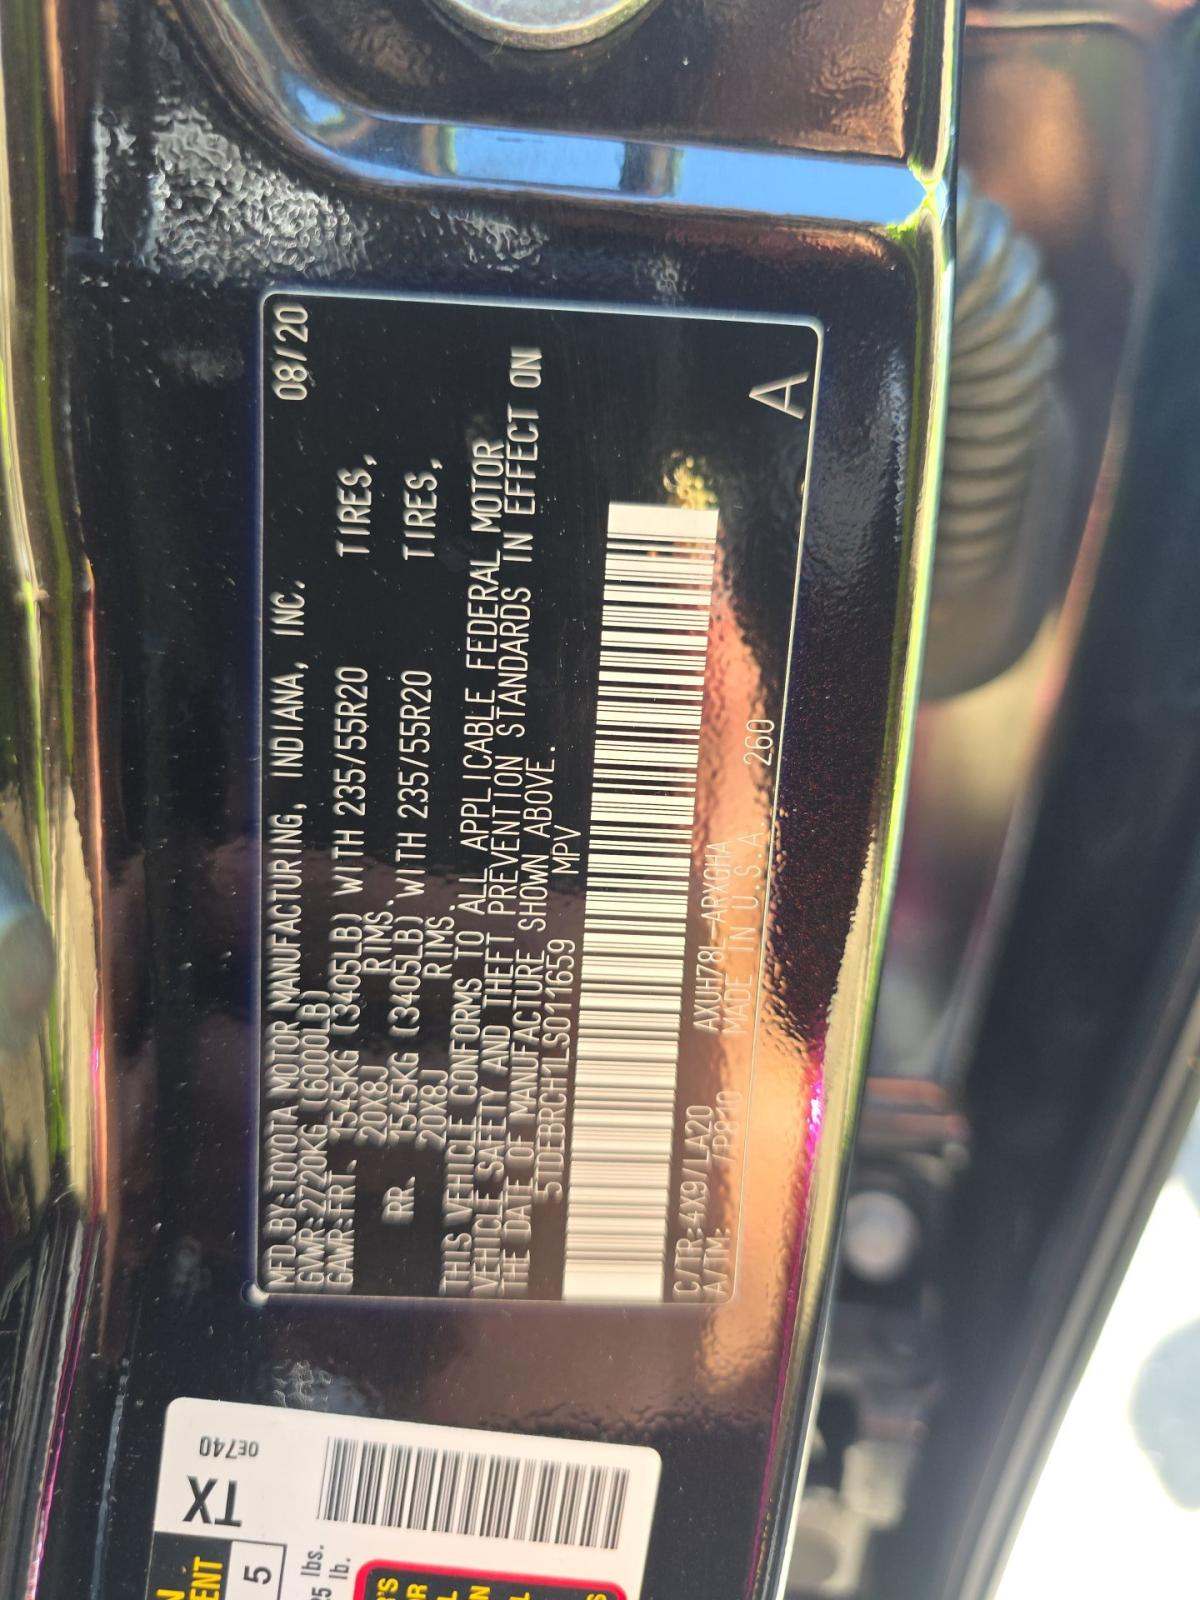 MFD BY: TOYOTA MOTOR MANUFACTURING, INDIANA, INC. 08/20
GVWR: 2720KG (6000LB)
GAWR: FRT. 1545KG (3405LB) WITH 235/55R20 TIRES,
20X8J RIMS.
RR. 1545KG (3405LB) WITH 235/55R20 TIRES,
20X8J RIMS.
THIS VEHICLE CONFORMS TO ALL APPLICABLE FEDERAL MOTOR
VEHICLE SAFETY AND THEFT PREVENTION STANDARDS IN EFFECT ON
THE DATE OF MANUFACTURE SHOWN ABOVE.
5TDEBRCH1LS011659 MPV
C/TR: 4X9/LA20 AXUH78L-ARXGHA
A/TM: /P810 MADE IN U.S.A 260 A
TX
0E740
5
lbs.
lb.